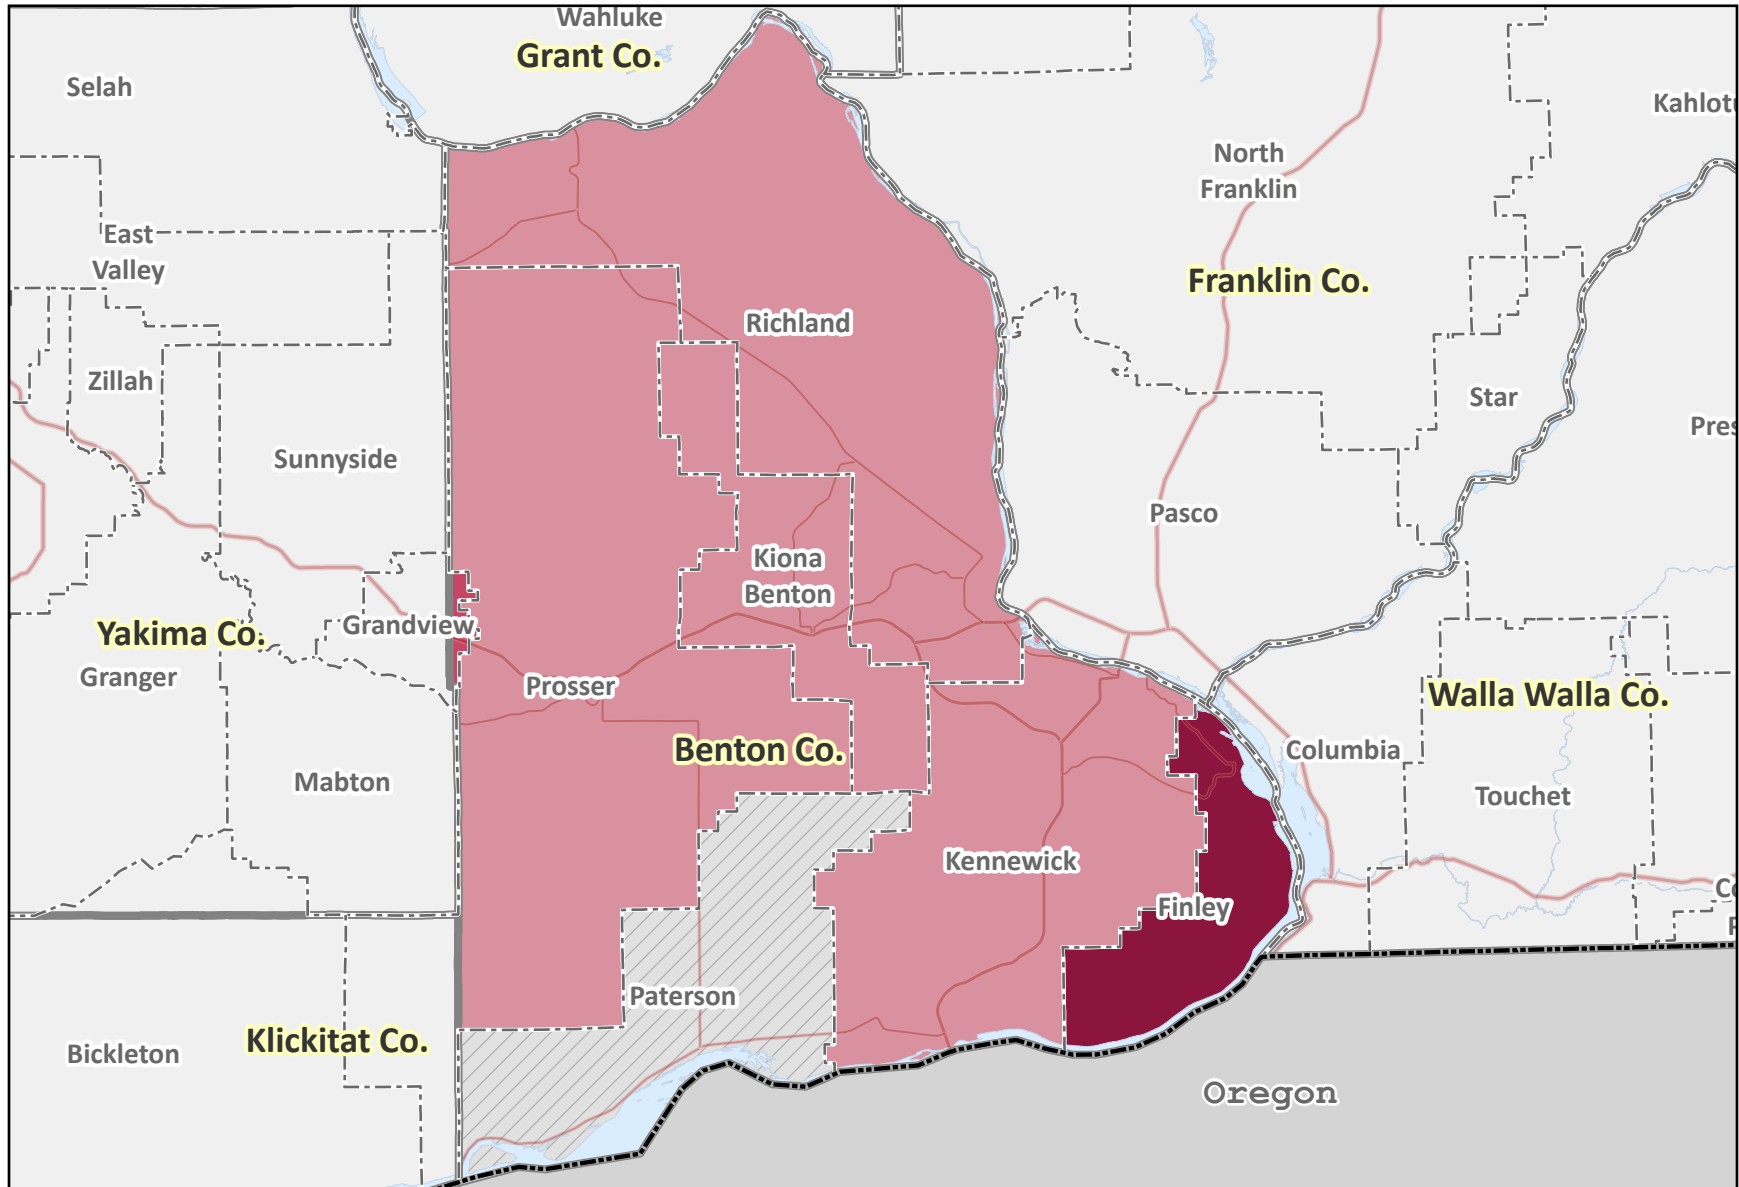 Wahluke
Grant Co.
Selah
Kahlot
North
Franklin
East
Valley
Franklin Co.
Richland
Zillah
Star
Pres
Sunnyside
Pasco
Kiona
Benton
Grandview
Yakima Co.
Granger
Prosser
Walla Walla Co.
Benton Co.
Columbia
Mabton
Touchet
Kennewick
Finley
Paterson
Klickitat Co.
Bickleton
Oregon